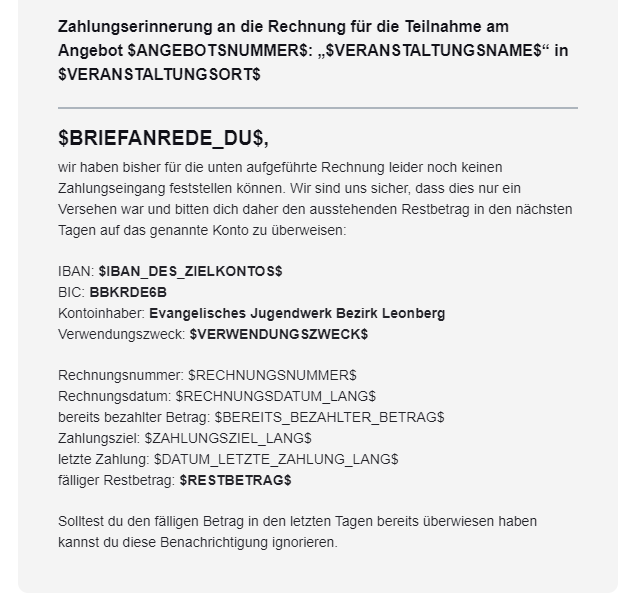 Zahlungserinnerung an die Rechnung für die Teilnahme am
Angebot $ANGEBOTSNUMMER$: „$VERANSTALTUNGSNAME$“ in
$VERANSTALTUNGSORT$
$BRIEFANREDE_DU$,
wir haben bisher für die unten aufgeführte Rechnung leider noch keinen
Zahlungseingang feststellen können. Wir sind uns sicher, dass dies nur ein
Versehen war und bitten dich daher den ausstehenden Restbetrag in den nächsten
Tagen auf das genannte Konto zu überweisen:
IBAN: $IBAN_DES_ZIELKONTOS$
BIC: BBKRDE6B
Kontoinhaber: Evangelisches Jugendwerk Bezirk Leonberg
Verwendungszweck: $VERWENDUNGSZWECK$
Rechnungsnummer: $RECHNUNGSNUMMER$
Rechnungsdatum: $RECHNUNGSDATUM_LANG$
bereits bezahlter Betrag: $BEREITS_BEZAHLTER_BETRAG$
Zahlungsziel: $ZAHLUNGSZIEL_LANG$
letzte Zahlung: $DATUM_LETZTE_ZAHLUNG_LANG$
fälliger Restbetrag: $RESTBETRAG$
Solltest du den fälligen Betrag in den letzten Tagen bereits überwiesen haben
kannst du diese Benachrichtigung ignorieren.